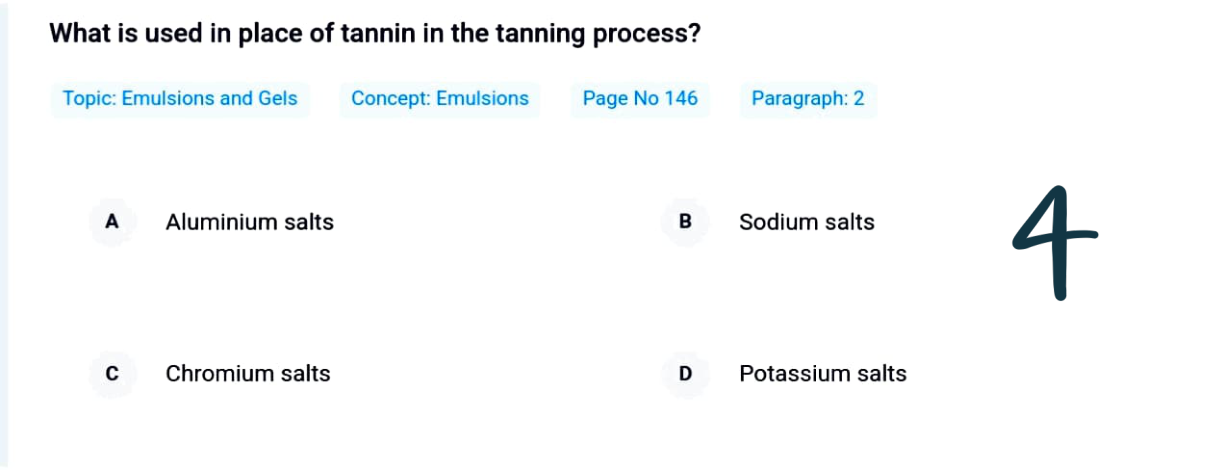 What is used in place of tannin in the tanning process?
Topic: Emulsions and Gels Concept: Emulsions Page No 146 Paragraph: 2
A Aluminium salts B Sodium salts
4
C Chromium salts D Potassium salts